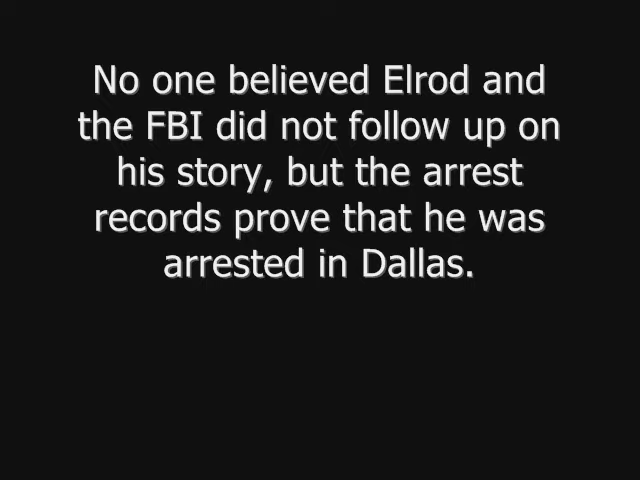 No one believed Elrod and
the FBI did not follow up on
his story, but the arrest
records prove that he was
arrested in Dallas.